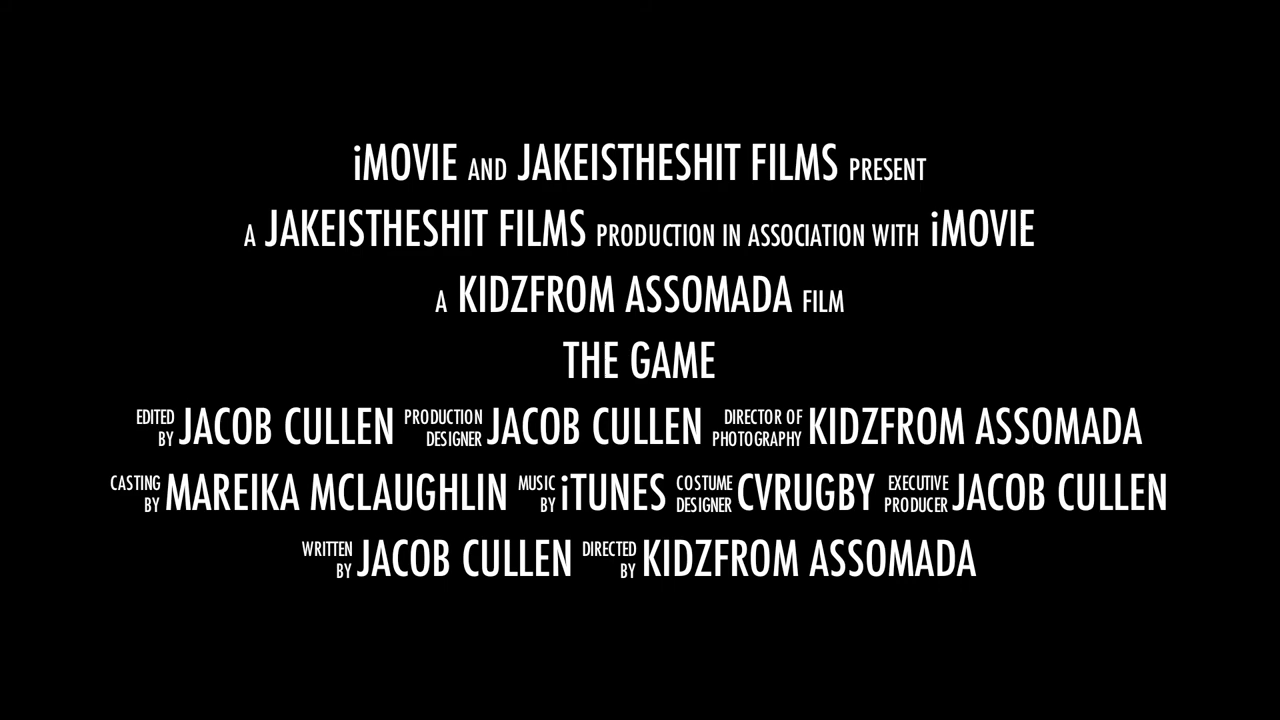 iMOVIE AND JAKEISTHESHIT FILMS PRESENT
A JAKEISTHESHIT FILMS PRODUCTION IN ASSOCIATION WITH iMOVIE
A KIDZFROM ASSOMADA FILM
THE GAME
EDITED BY JACOB CULLEN PRODUCTION DESIGNER JACOB CULLEN DIRECTOR OF PHOTOGRAPHY KIDZFROM ASSOMADA
CASTING BY MAREIKA MCLAUGHLIN MUSIC BY iTUNES COSTUME DESIGNER CVRUGBY EXECUTIVE PRODUCER JACOB CULLEN
WRITTEN BY JACOB CULLEN DIRECTED BY KIDZFROM ASSOMADA